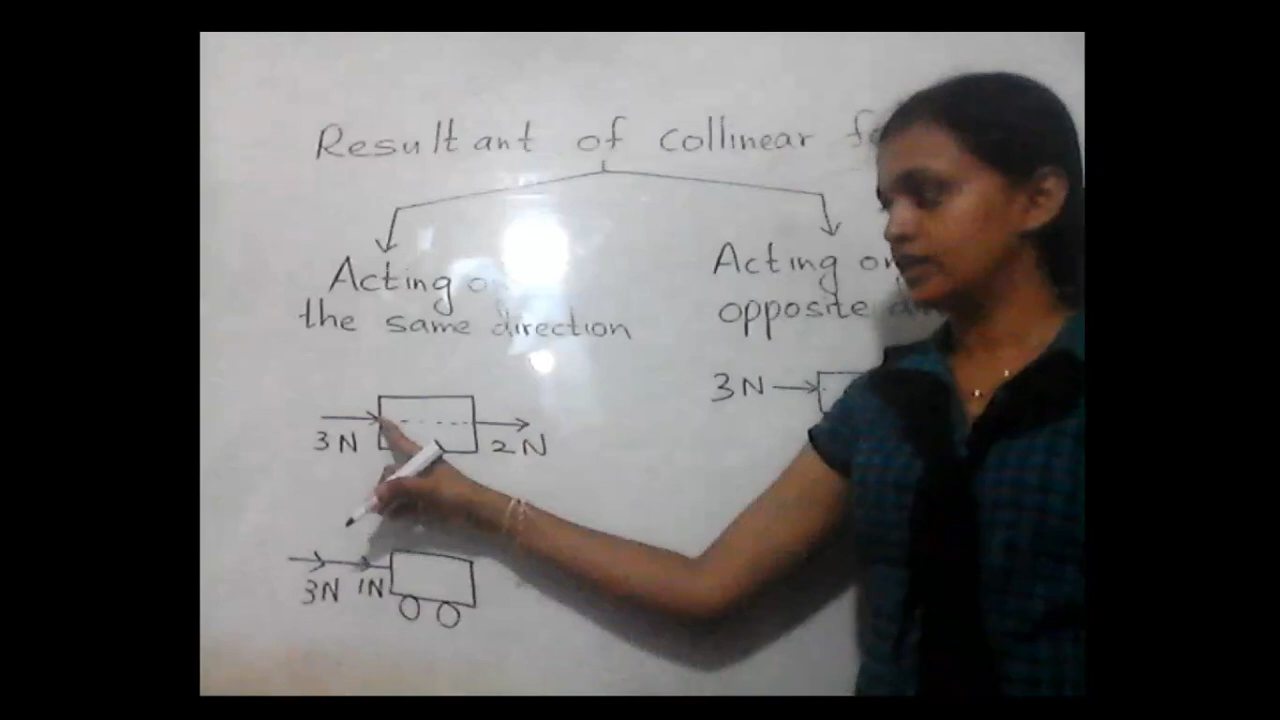 Resultant of collinear
Acting
the same direction
Acting
opposite
3N
2N
3N
3N 1N